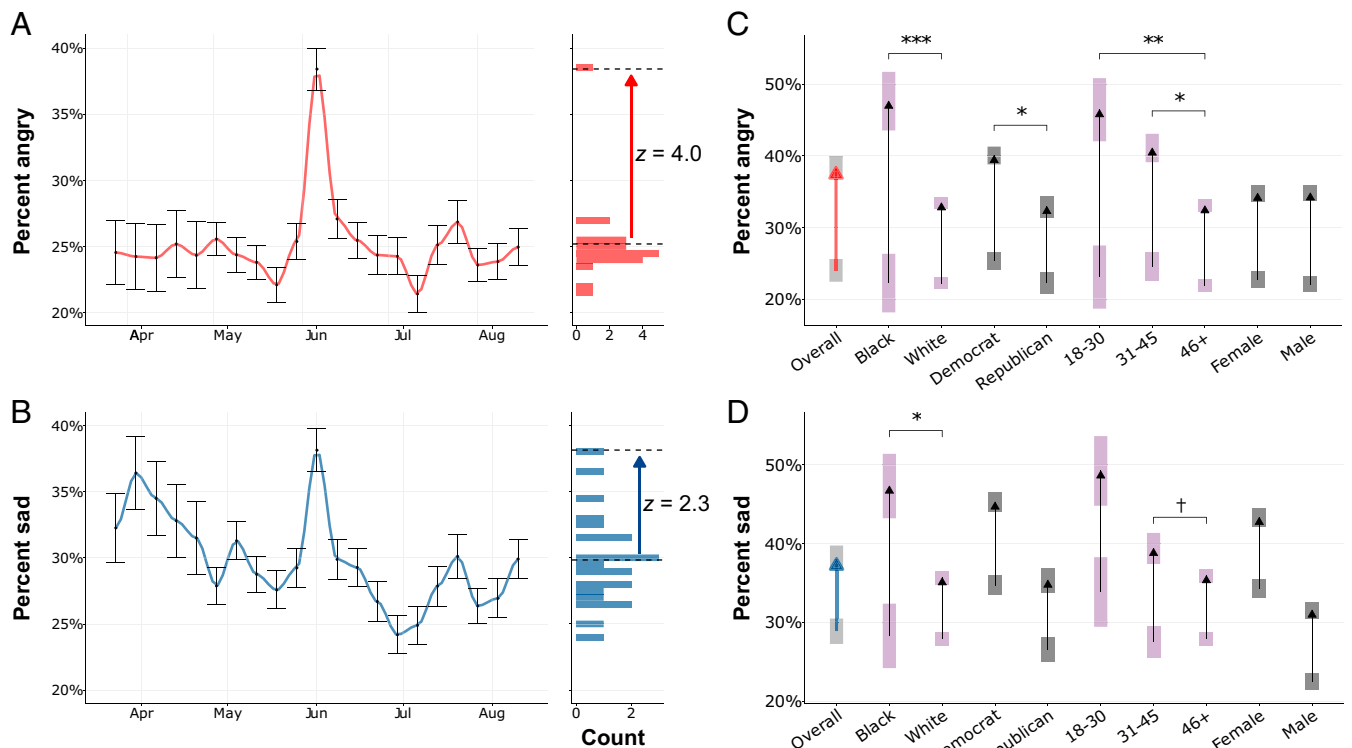 A
Percent angry
40%
35%
30%
25%
20%
Apr May Jun Jul Aug
z = 4.0
0 2 4
B
Percent sad
40%
35%
30%
25%
20%
Apr May Jun Jul Aug
z = 2.3
0 2
Count
C
Percent angry
50%
40%
30%
20%
***
*
**
*
Overall Black White Democrat Republican 18-30 31-45 46+ Female Male
D
Percent sad
50%
40%
30%
20%
*
†
Overall Black White emocrat publican 18-30 31-45 46+ Female Male